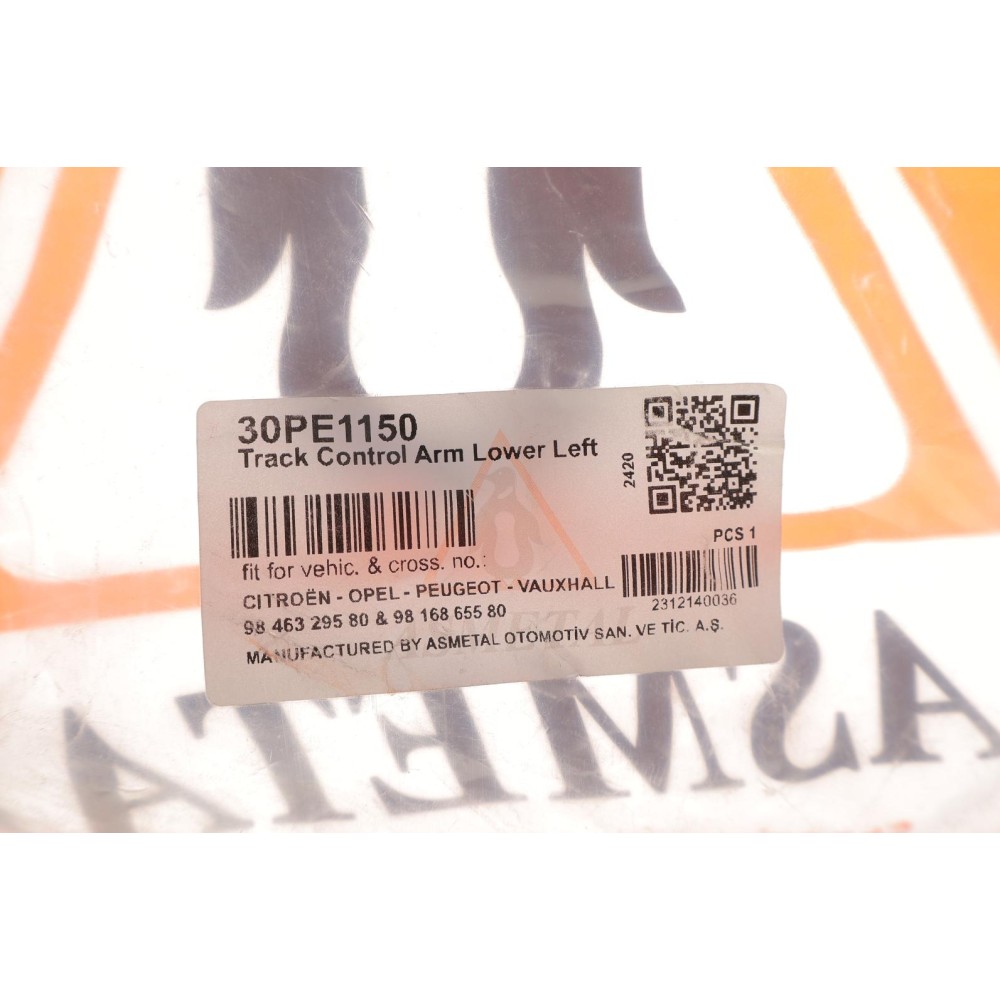 30PE1150
Track Control Arm Lower Left
2420
PCS 1
fit for vehic. & cross. no.:
CITROËN - OPEL - PEUGEOT - VAUXHALL
98 463 295 80 & 98 168 655 80
2312140036
MANUFACTURED BY ASMETAL OTOMOTİV SAN. VE TİC. A.Ş.
ASMETAL
ASMETA